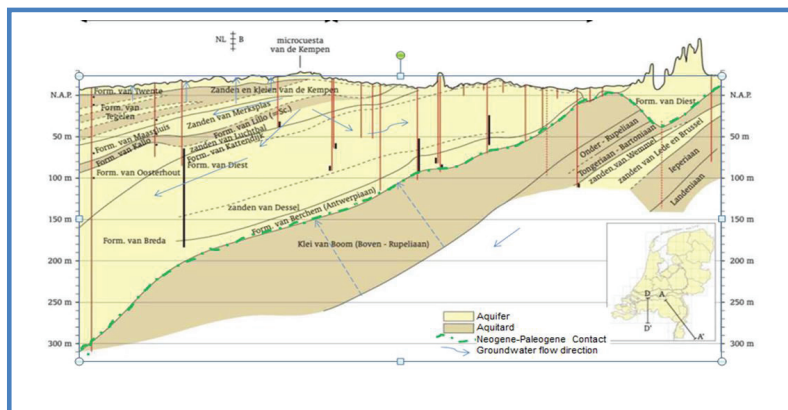 NL B
microcuesta
van de Kempen
N.A.P.
50 m
100 m
150 m
200 m
250 m
300 m
N.A.P.
50 m
100 m
150 m
200 m
250 m
300 m
Form. van Twente
Form. van
Tegelen
Form. van Maassluis
Form. van Kallo
Form. van Oosterhout
Form. van Breda
Zanden en kleien van de Kempen
Zanden van Merksplas
Form. van Lillo (= Sc.)
zanden van Luchtbal
Form. van Kattendijk
Form. van Diest
zanden van Dessel
Form. van Berchem (Antwerpiaan)
Klei van Boom (Boven - Rupeliaan)
Onder - Rupeliaan
Tongeriaan - Bartoniaan
zanden van Wemmel
zanden van Lede en Brussel
Ieperiaan
Landeniaan
Form. van Diest
D
A
D'
A'
Aquifer
Aquitard
Neogene-Paleogene Contact
Groundwater flow direction